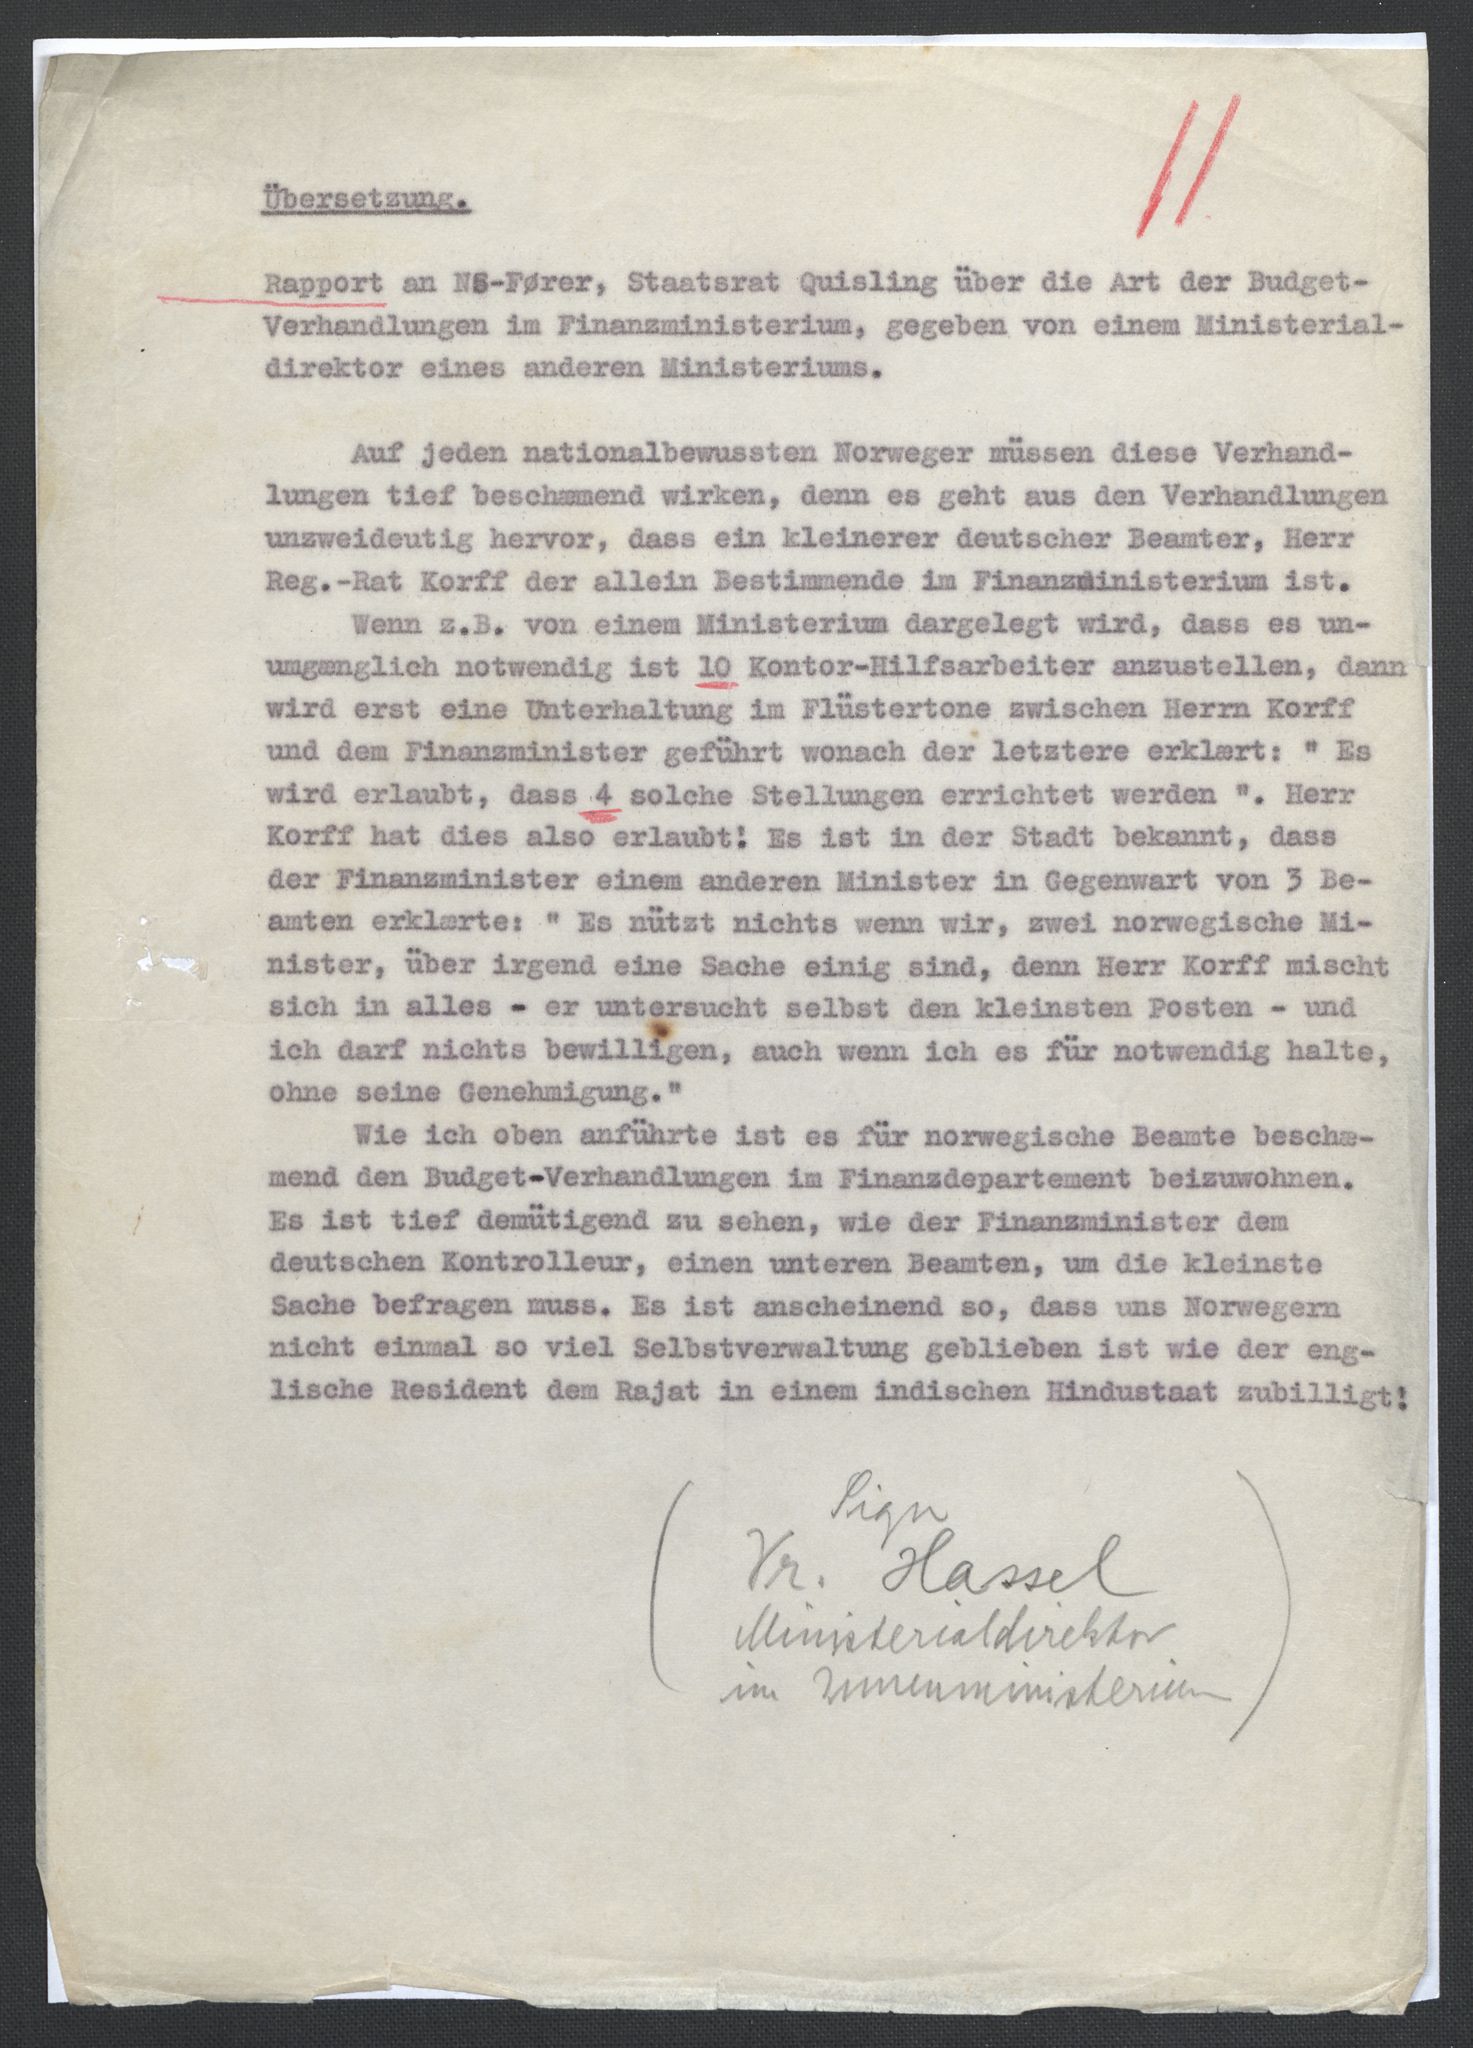 11
Übersetzung.
Rapport an NS-Fører, Staatsrat Quisling über die Art der Budget-
Verhandlungen im Finanzministerium, gegeben von einem Ministerial-
direktor eines anderen Ministeriums.
Auf jeden nationalbewussten Norweger müssen diese Verhand-
lungen tief beschæmend wirken, denn es geht aus den Verhandlungen
unzweideutig hervor, dass ein kleinerer deutscher Beamter, Herr
Reg.-Rat Korff der allein Bestimmende im Finanzministerium ist.
Wenn z.B. von einem Ministerium dargelegt wird, dass es un-
umgænglich notwendig ist 10 Kontor-Hilfsarbeiter anzustellen, dann
wird erst eine Unterhaltung im Flüstertone zwischen Herrn Korff
und dem Finanzminister geführt wonach der letztere erklært: " Es
wird erlaubt, dass 4 solche Stellungen errichtet werden ". Herr
Korff hat dies also erlaubt! Es ist in der Stadt bekannt, dass
der Finanzminister einem anderen Minister in Gegenwart von 3 Be-
amten erklærte: " Es nützt nichts wenn wir, zwei norwegische Mi-
nister, über irgend eine Sache einig sind, denn Herr Korff mischt
sich in alles - er untersucht selbst den kleinsten Posten - und
ich darf nichts bewilligen, auch wenn ich es für notwendig halte,
ohne seine Genehmigung."
Wie ich oben anführte ist es für norwegische Beamte beschæ-
mend den Budget-Verhandlungen im Finanzdepartement beizuwohnen.
Es ist tief demütigend zu sehen, wie der Finanzminister dem
deutschen Kontrolleur, einen unteren Beamten, um die kleinste
Sache befragen muss. Es ist anscheinend so, dass uns Norwegern
nicht einmal so viel Selbstverwaltung geblieben ist wie der eng-
lische Resident dem Rajat in einem indischen Hindustaat zubilligt!
(Sign
Vr. Hassel
Ministerialdirektor
im Innenministerium)